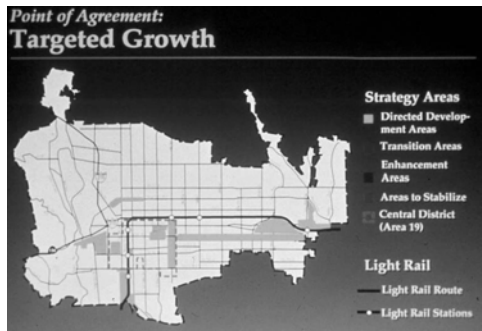 Point of Agreement:
Targeted Growth
Strategy Areas
Directed Develop-
ment Areas
Transition Areas
Enhancement
Areas
Areas to Stabilize
Central District
(Area 19)
Light Rail
Light Rail Route
Light Rail Stations